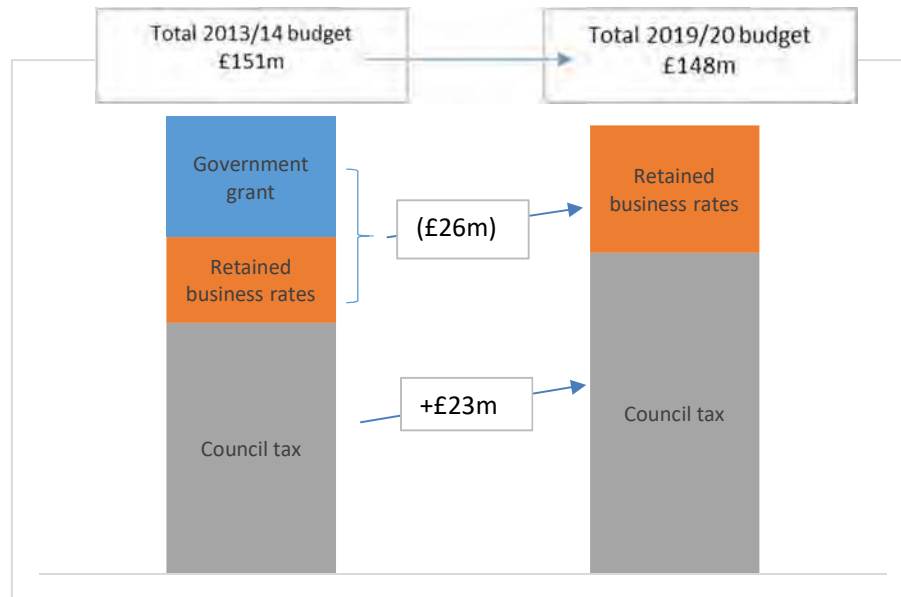 Total 2013/14 budget
£151m
Total 2019/20 budget
£148m
Government
grant
Retained
business rates
(£26m)
Retained
business rates
+£23m
Council tax
Council tax